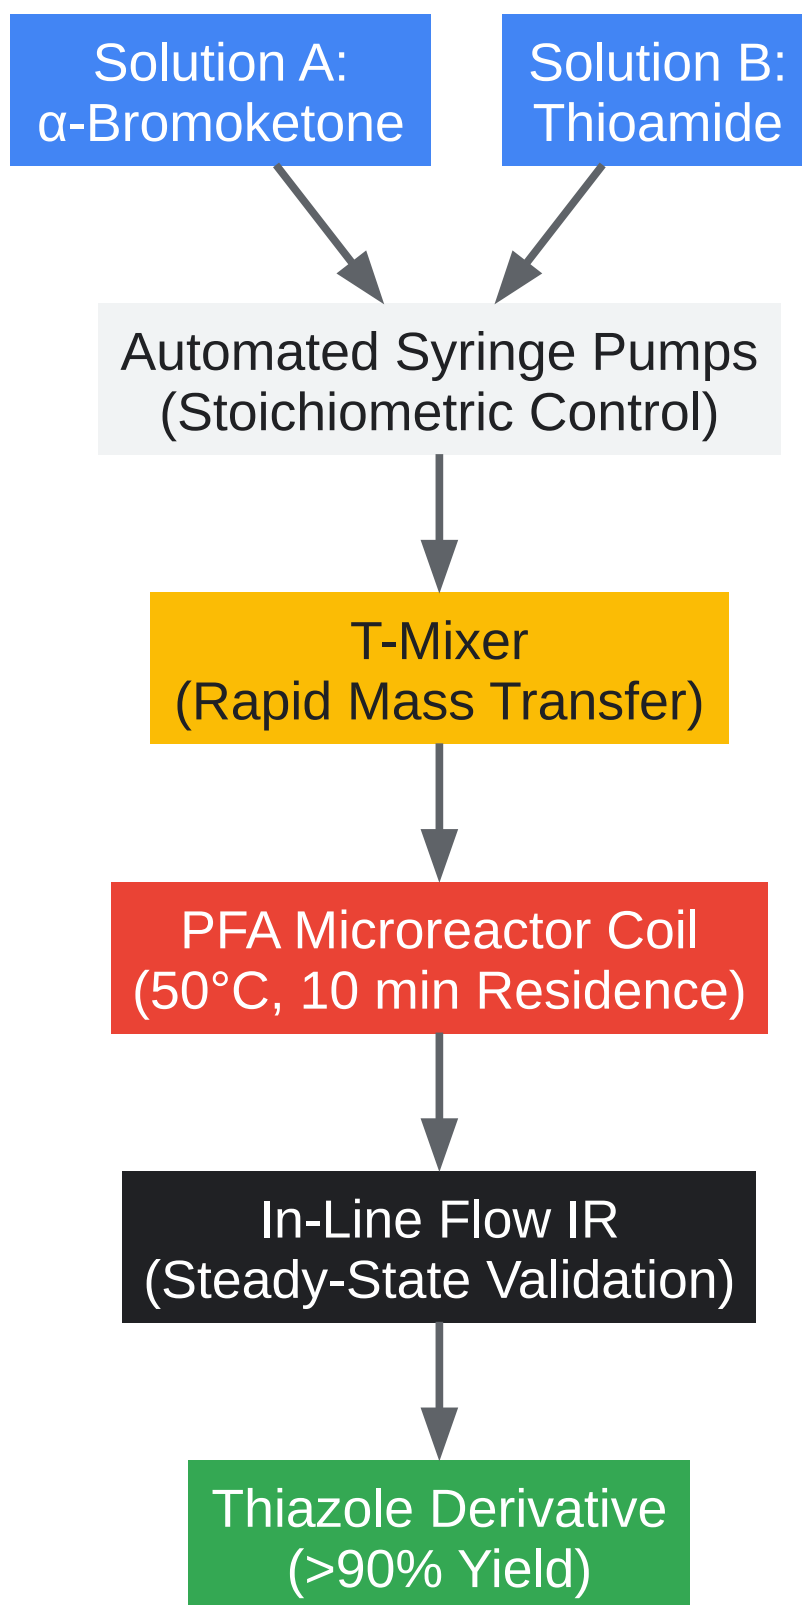 Solution A:
α-Bromoketone
Solution B:
Thioamide
Automated Syringe Pumps
(Stoichiometric Control)
T-Mixer
(Rapid Mass Transfer)
PFA Microreactor Coil
(50°C, 10 min Residence)
In-Line Flow IR
(Steady-State Validation)
Thiazole Derivative
(>90% Yield)